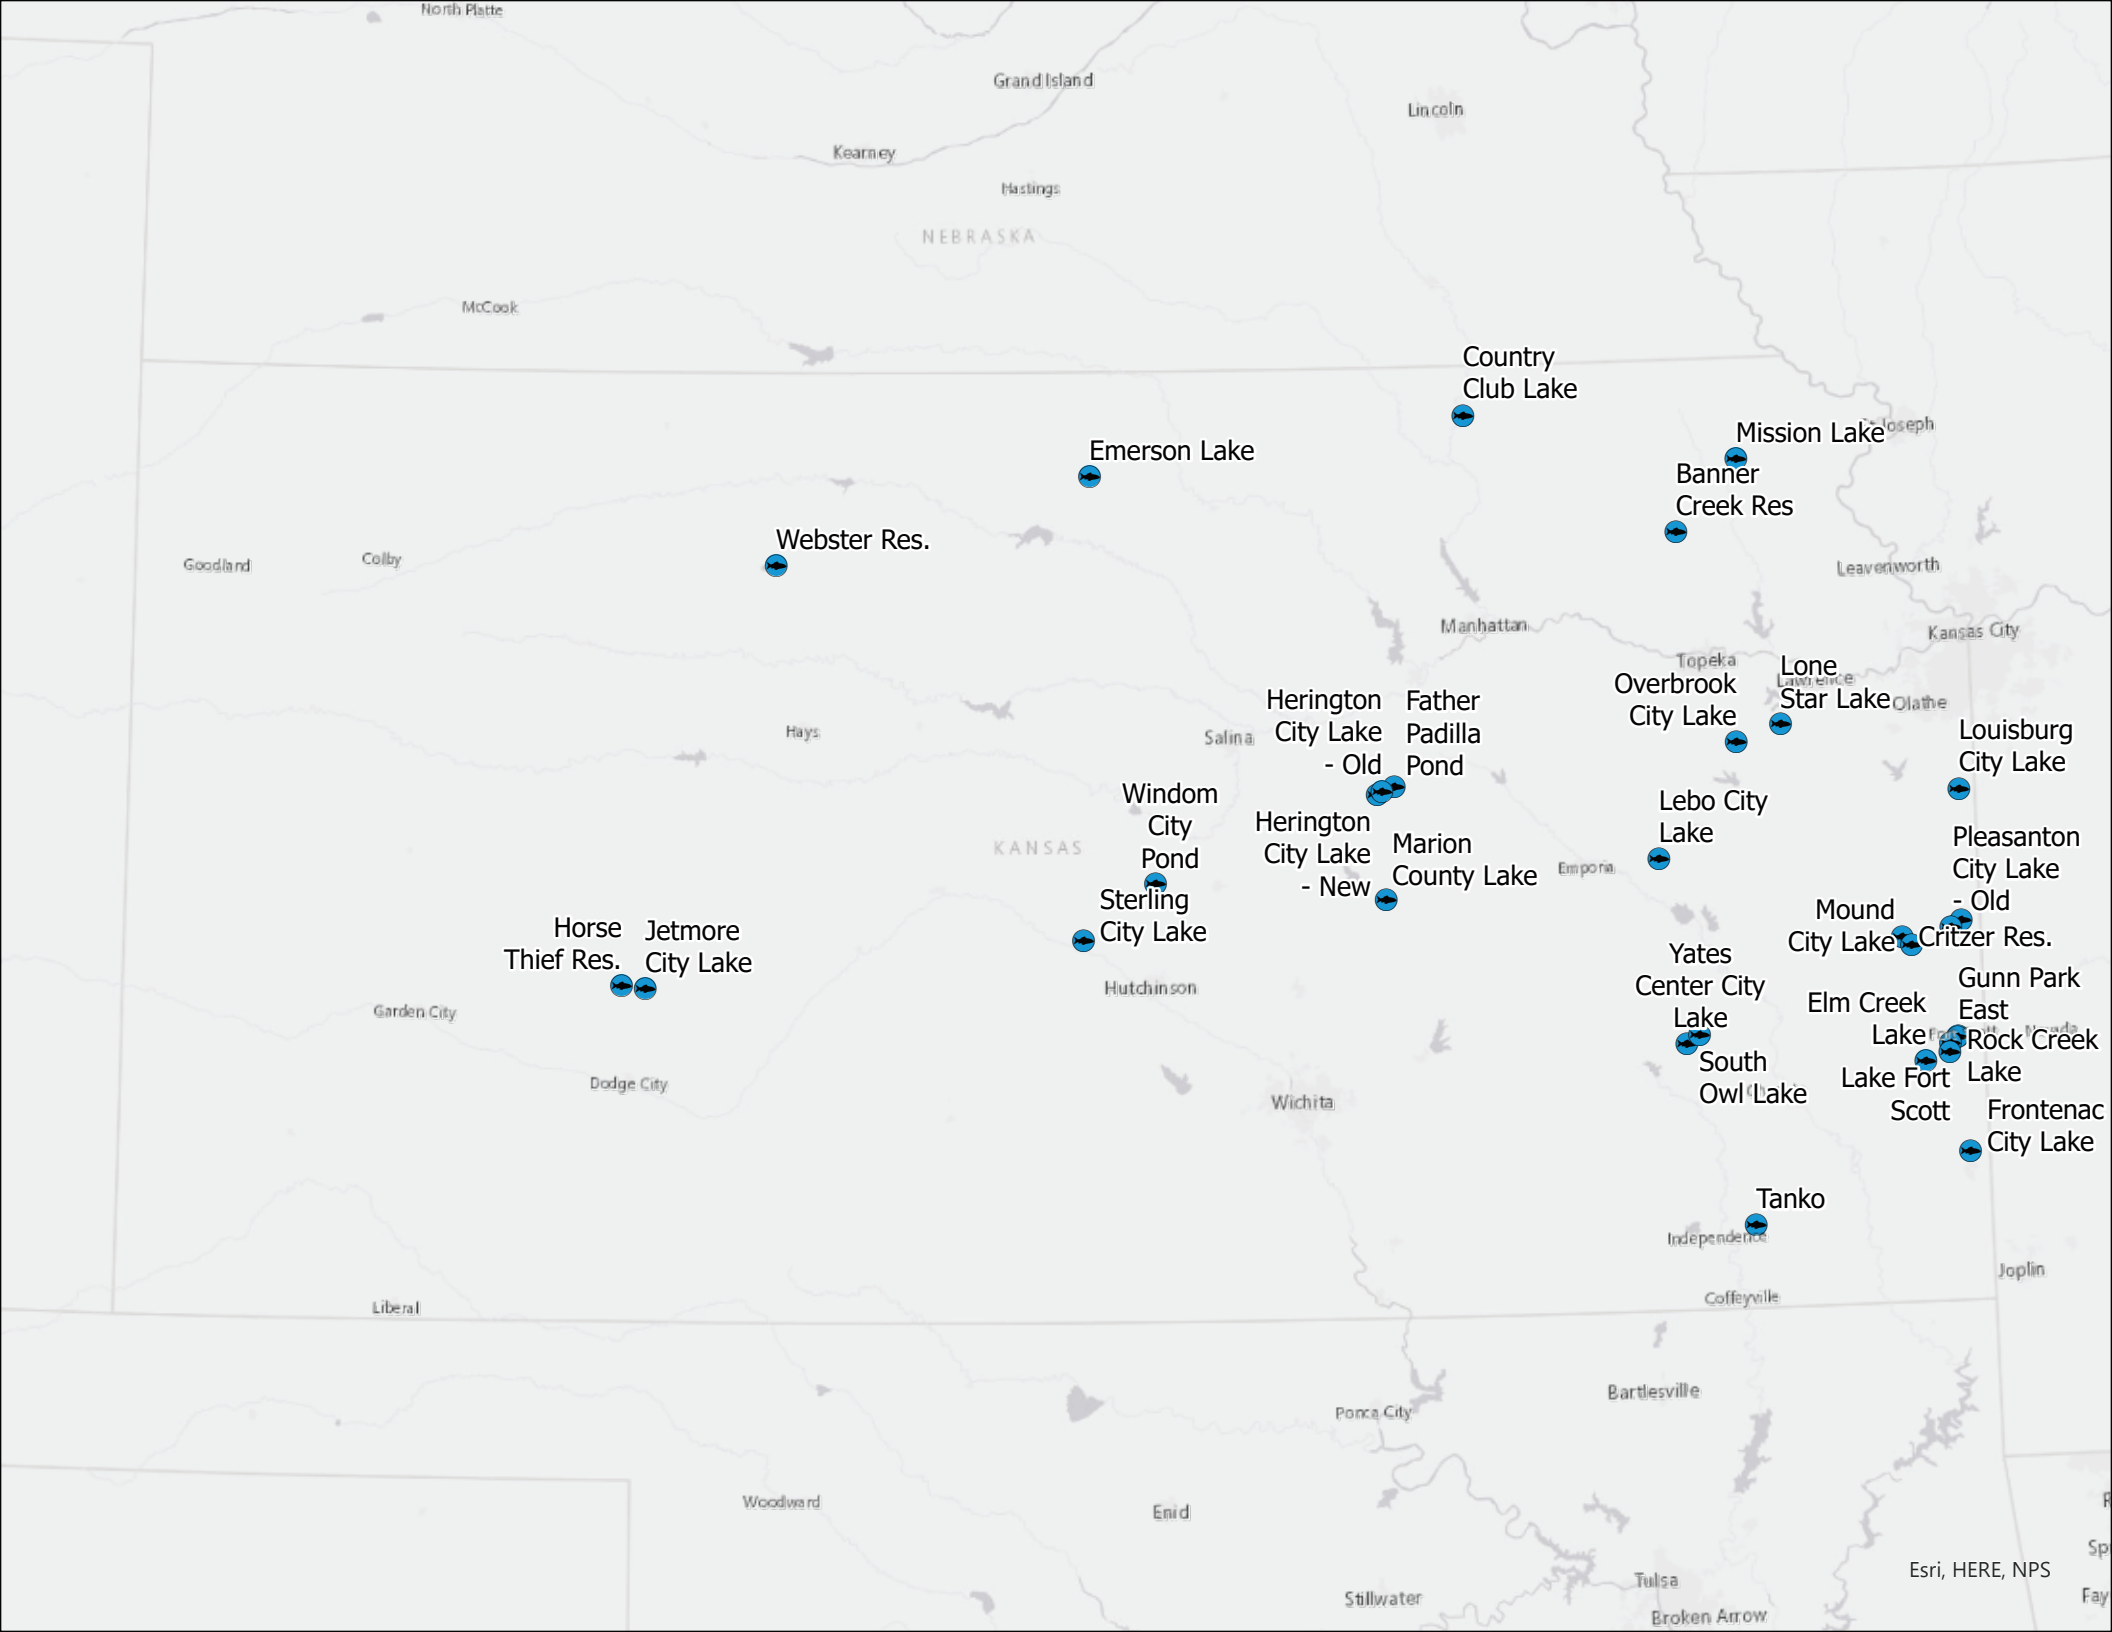 North Platte
Grand Island
Lincoln
Kearney
Hastings
NEBRASKA
McCook
Country
Club Lake
Mission Lake
St Joseph
Emerson Lake
Banner
Creek Res
Webster Res.
Goodland
Colby
Leavenworth
Manhattan
Kansas City
Topeka
Lone
Star Lake
Lawrence
Olathe
Overbrook
City Lake
Herington
City Lake
- Old
Father
Padilla
Pond
Louisburg
City Lake
Hays
Salina
Windom
City
Pond
Lebo City
Lake
Herington
City Lake
- New
Marion
County Lake
KANSAS
Emporia
Pleasanton
City Lake
- Old
Sterling
City Lake
Mound
City Lake
Critzer Res.
Horse
Thief Res.
Jetmore
City Lake
Yates
Center City
Lake
Gunn Park
East
Hutchinson
Elm Creek
Lake
Garden City
Nevada
Rock Creek
Lake
South
Owl Lake
Lake Fort
Scott
Dodge City
Wichita
Frontenac
City Lake
Tanko
Independence
Joplin
Coffeyville
Liberal
Bartlesville
Ponca City
Woodward
Enid
Esri, HERE, NPS
Tulsa
Stillwater
Broken Arrow
Sp
Fay